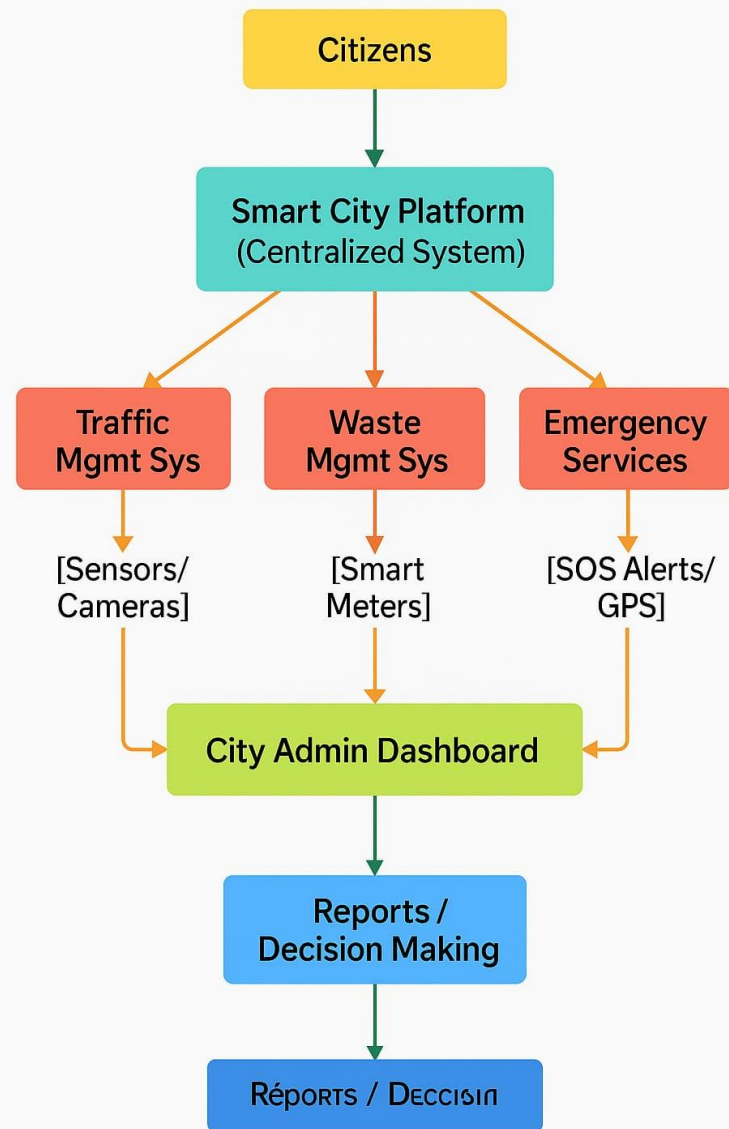 Citizens
Smart City Platform
(Centralized System)
Traffic
Mgmt Sys
Waste
Mgmt Sys
Emergency
Services
[Sensors/
Cameras]
[Smart
Meters]
[SOS Alerts/
GPS]
City Admin Dashboard
Reports /
Decision Making
Réports /